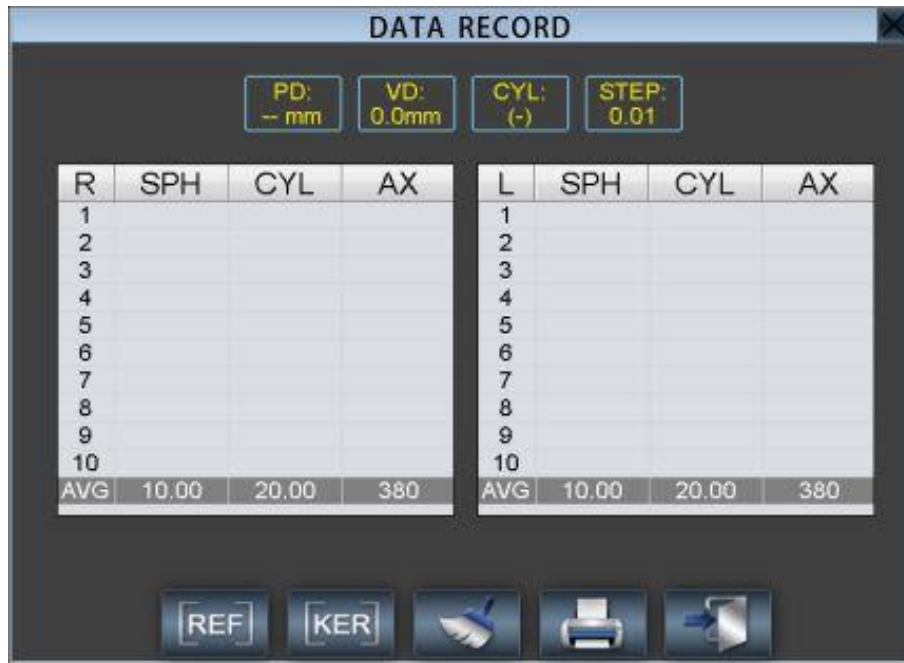 DATA RECORD
PD: VD: CYL: STEP:
-- mm 0.0mm (-) 0.01
R SPH CYL AX L SPH CYL AX
1 1
2 2
3 3
4 4
5 5
6 6
7 7
8 8
9 9
10 10
AVG 10.00 20.00 380 AVG 10.00 20.00 380
[REF] [KER]